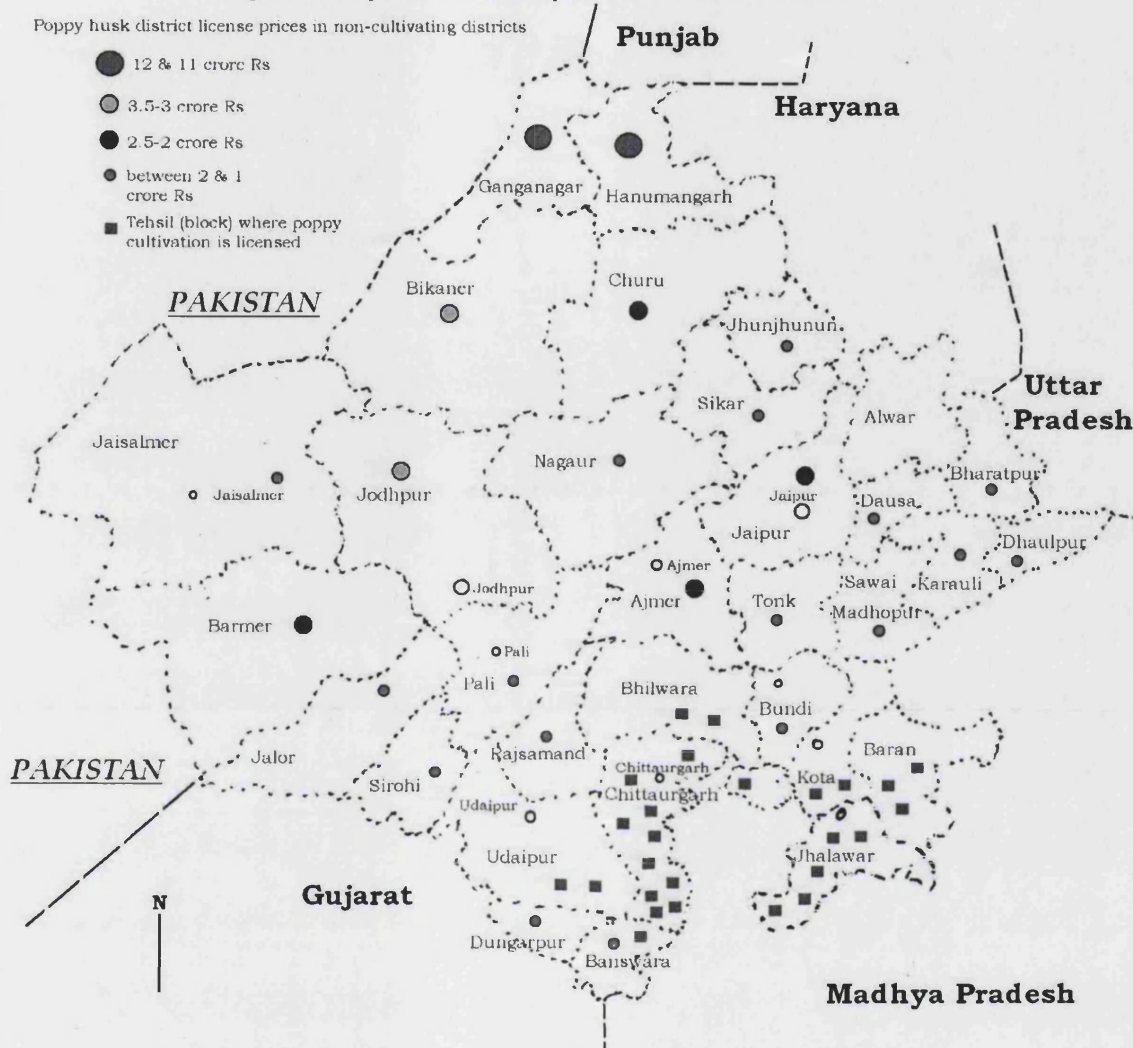 Poppy husk district license prices in non-cultivating districts
12 & 11 crore Rs
3.5-3 crore Rs
2.5-2 crore Rs
between 2 & 1
crore Rs
Tehsil (block) where poppy
cultivation is licensed
Punjab
Haryana
Ganganagar
Hanumangarh
PAKISTAN
Bikaner
Churu
Jhunjhunun
Uttar
Pradesh
Sikar
Alwar
Jaisalmer
Jaisalmer
Jodhpur
Nagaur
Jaipur
Jaipur
Dausa
Bharatpur
Dhaulpur
Ajmer
Ajmer
Jodhpur
Tonk
Sawai
Madhopur
Karauli
Barmer
Pali
Pali
Bhilwara
Bundi
Baran
PAKISTAN
Jalor
Sirohi
Rajsamand
Chittaurgarh
Chittaurgarh
Kota
Udaipur
Udaipur
Jhalawar
Gujarat
N
Dungarpur
Banswara
Madhya Pradesh